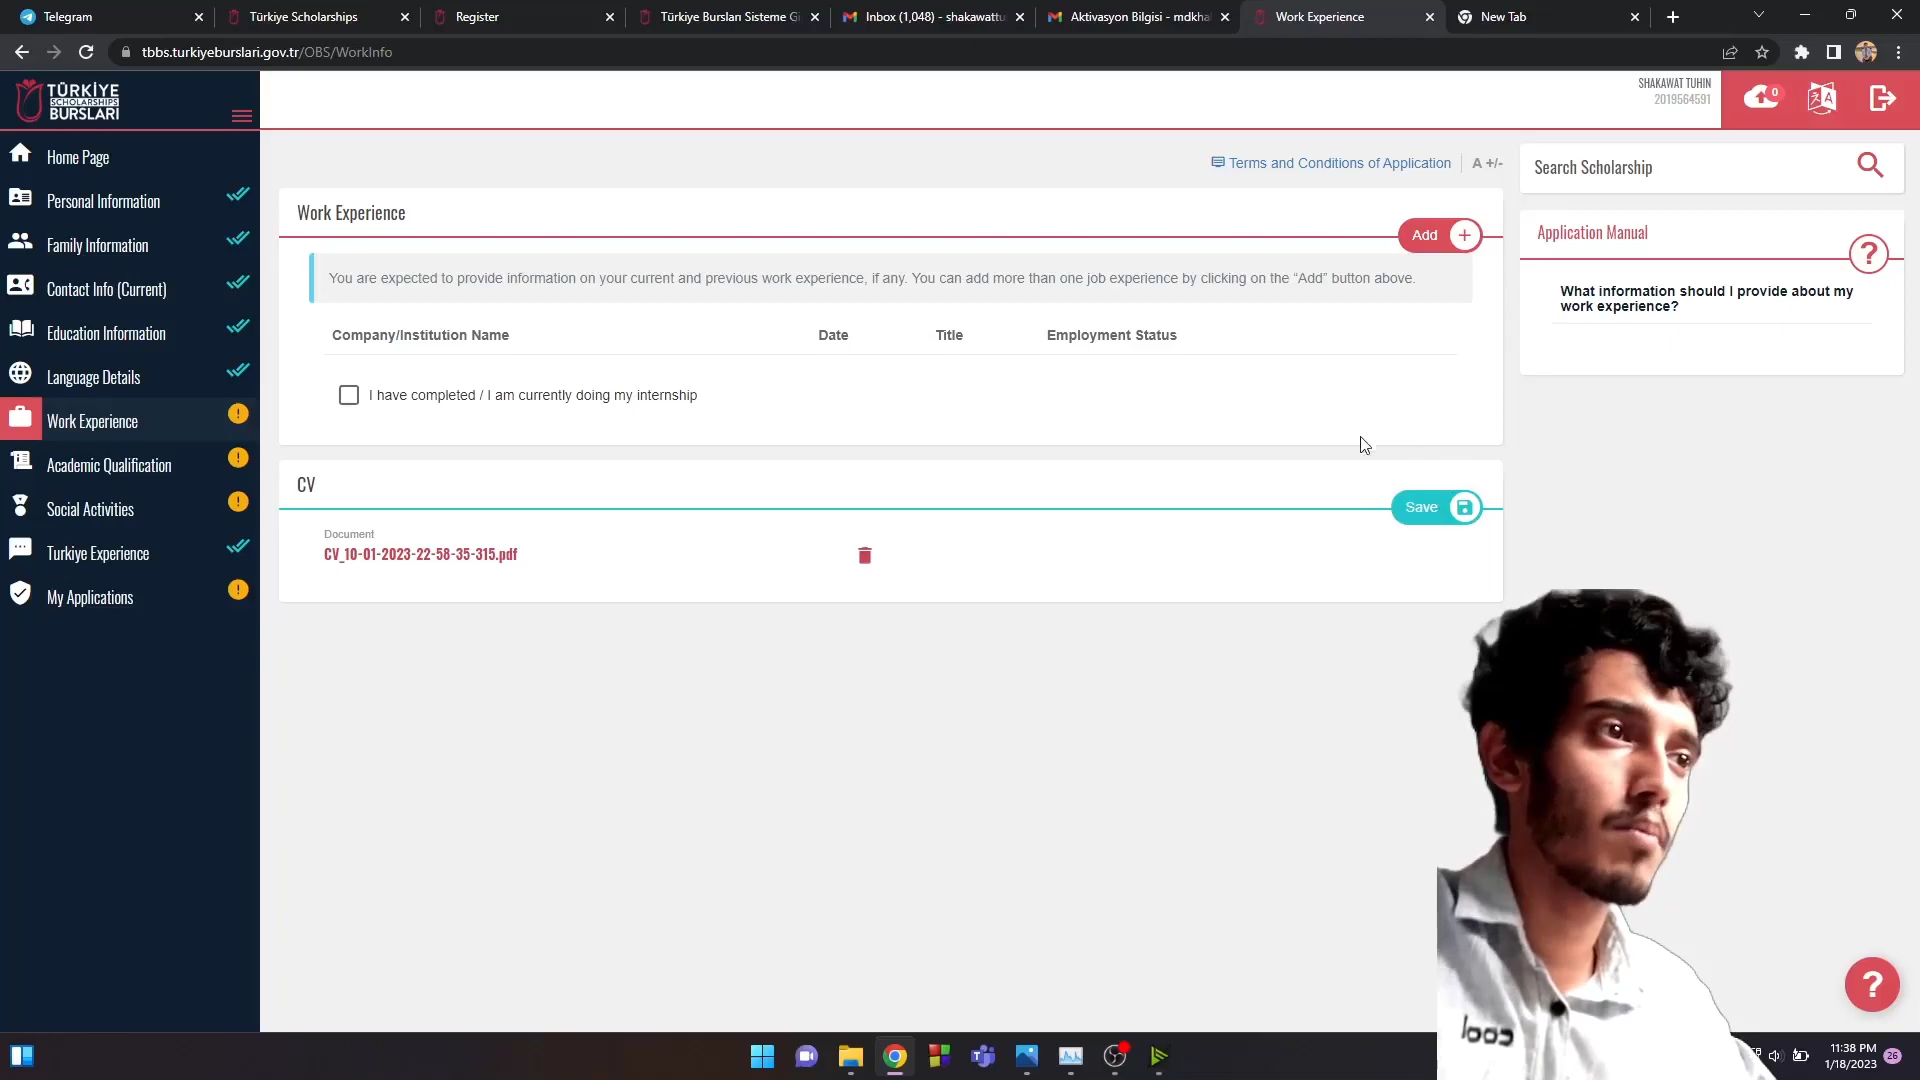 Telegram
Türkiye Scholarships
Register
Türkiye Bursları Sisteme Gi
Inbox (1,048) - shakawattu
Aktivasyon Bilgisi - mdkha
Work Experience
New Tab
tbbs.turkiyeburslari.gov.tr/OBS/WorkInfo
TÜRKİYE
SCHOLARSHIPS
BURSLARI
SHAKAWAT TUHIN
2019564591
0
Home Page
Personal Information
Family Information
Contact Info (Current)
Education Information
Language Details
Work Experience
Academic Qualification
Social Activities
Turkiye Experience
My Applications
Terms and Conditions of Application
A +/-
Work Experience
Add +
You are expected to provide information on your current and previous work experience, if any. You can add more than one job experience by clicking on the “Add” button above.
Company/Institution Name Date Title Employment Status
I have completed / I am currently doing my internship
CV
Save
Document
CV_10-01-2023-22-58-35-315.pdf
Search Scholarship
Application Manual
?
What information should I provide about my
work experience?
cool
?
11:38 PM
1/18/2023
26